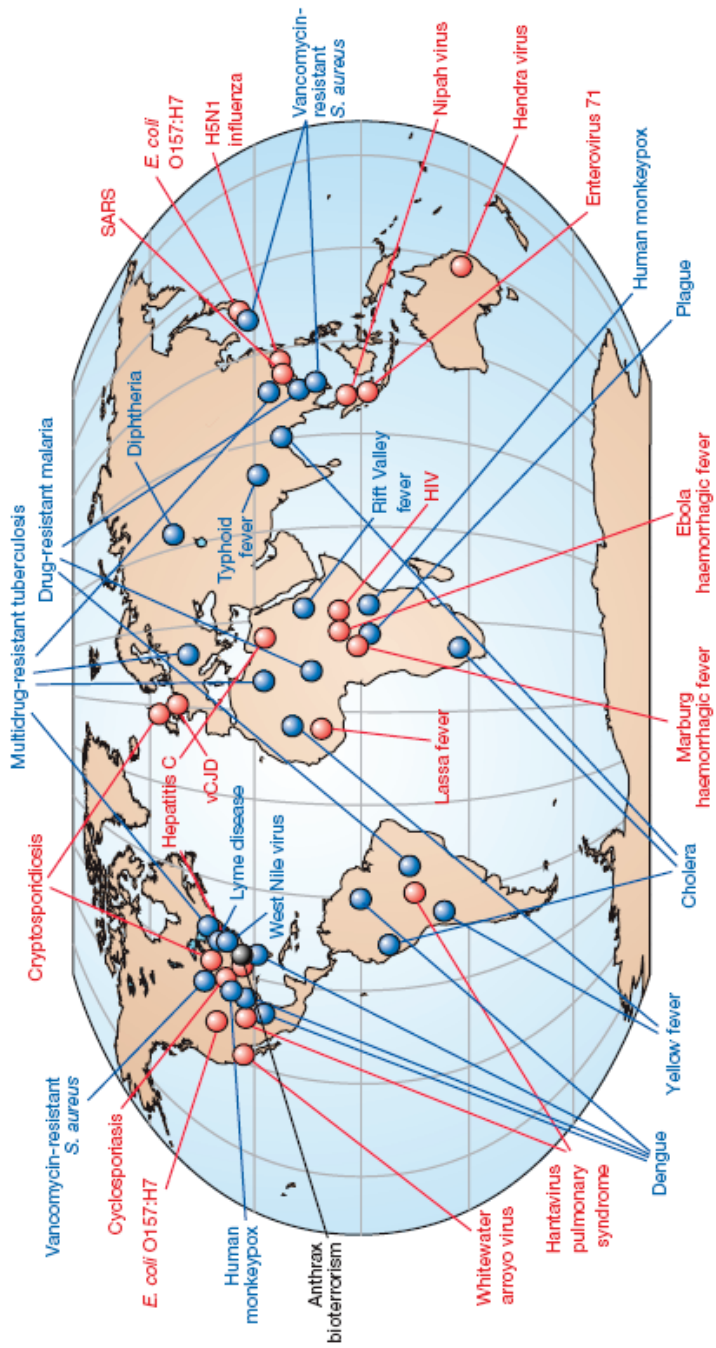 Multidrug-resistant tuberculosis
Drug-resistant malaria
Cryptosporidiosis
Vancomycin-resistant
S. aureus
Cyclosporiasis
E. coli O157:H7
Human
monkeypox
Anthrax
bioterrorism
Whitewater
arroyo virus
Hantavirus
pulmonary
syndrome
Dengue
Yellow fever
Cholera
Hepatitis C
vCJD
Lyme disease
West Nile virus
Diphtheria
Typhoid
fever
SARS
E. coli
O157:H7
H5N1
influenza
Vancomycin-
resistant
S. aureus
Nipah virus
Hendra virus
Enterovirus 71
Rift Valley
fever
HIV
Lassa fever
Human monkeypox
Plague
Ebola
haemorrhagic fever
Marburg
haemorrhagic fever